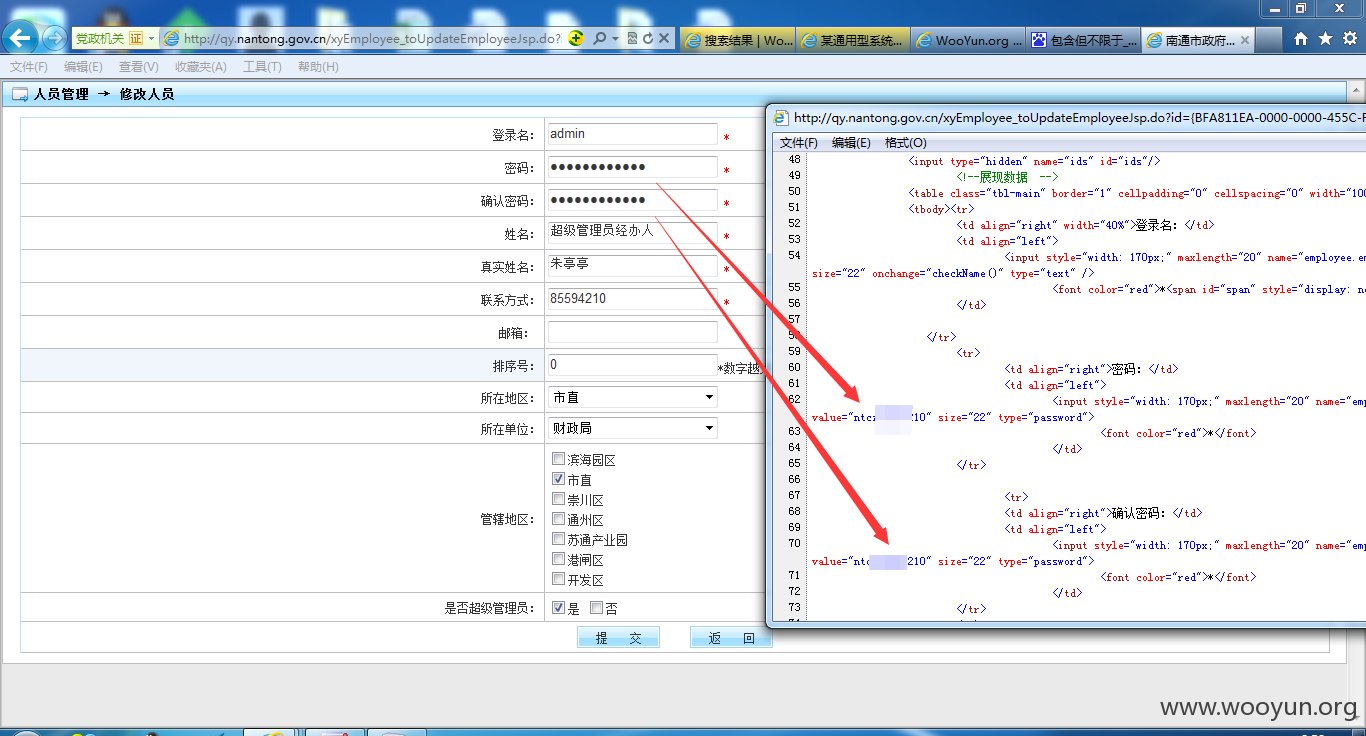 党政机关 证 http://qy.nantong.gov.cn/xyEmployee_toUpdateEmployeeJsp.do?
搜索结果 | Wo...
某通用型系统...
WooYun.org ...
包含但不限于_...
南通市政府...
文件(F) 编辑(E) 查看(V) 收藏夹(A) 工具(T) 帮助(H)
人员管理 → 修改人员
登录名: admin *
密码: ●●●●●●●●●●●● *
确认密码: ●●●●●●●●●●●● *
姓名: 超级管理员经办人 *
真实姓名: 朱亭亭 *
联系方式: 85594210 *
邮箱:
排序号: 0 *数字越
所在地区: 市直
所在单位: 财政局
管辖地区:
滨海园区
市直
崇川区
通州区
苏通产业园
港闸区
开发区
是否超级管理员: 是 否
提 交 返 回
http://qy.nantong.gov.cn/xyEmployee_toUpdateEmployeeJsp.do?id={BFA811EA-0000-0000-455C-F
文件(F) 编辑(E) 格式(O)
48 <input type="hidden" name="ids" id="ids"/>
49 <!--展现数据 -->
50 <table class="tbl-main" border="1" cellpadding="0" cellspacing="0" width="100
51 <tbody><tr>
52 <td align="right" width="40%">登录名: </td>
53 <td align="left">
54 <input style="width: 170px;" maxlength="20" name="employee.e
size="22" onchange="checkName()" type="text" />
55 <font color="red">*<span id="span" style="display: n
56 </td>
57
58 </tr>
59 <tr>
60 <td align="right">密码: </td>
61 <td align="left">
62 <input style="width: 170px;" maxlength="20" name="emp
value="ntc 210" size="22" type="password">
63 <font color="red">*</font>
64 </td>
65 </tr>
66
67 <tr>
68 <td align="right">确认密码: </td>
69 <td align="left">
70 <input style="width: 170px;" maxlength="20" name="emp
value="ntc 210" size="22" type="password">
71 <font color="red">*</font>
72 </td>
73 </tr>
www.wooyun.org